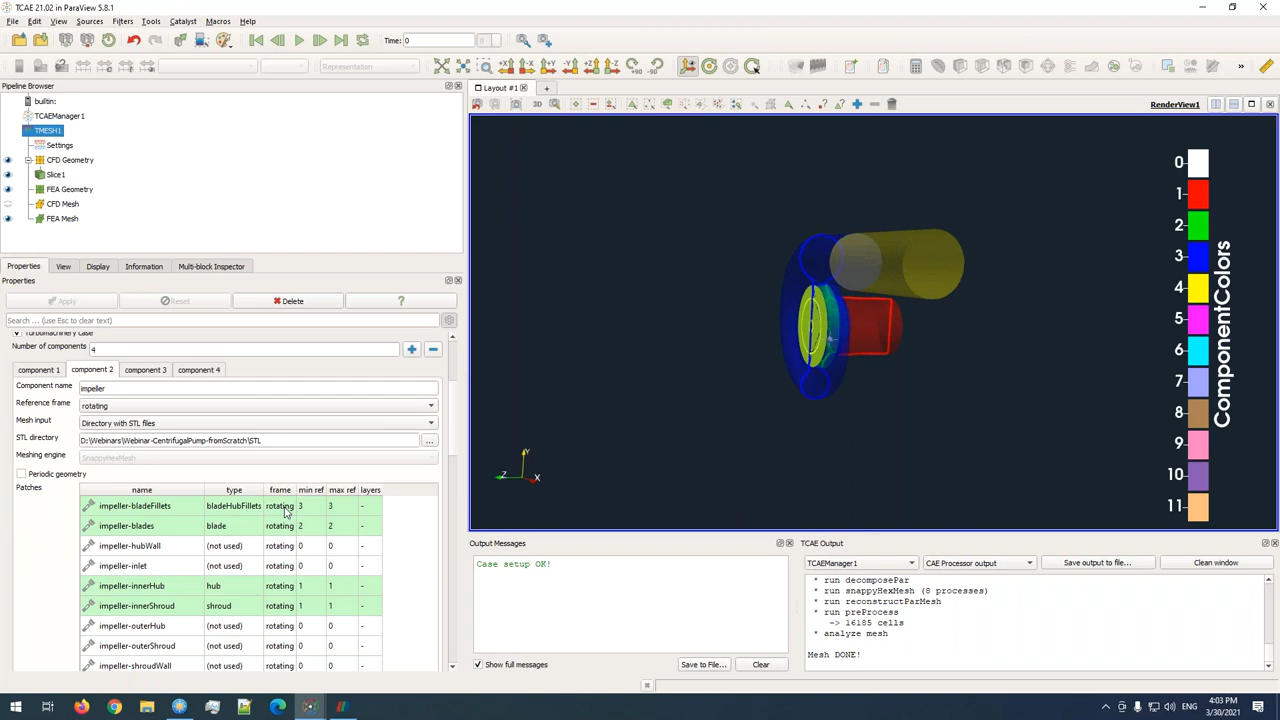 TCAE 21.02 in ParaView 5.8.1
File Edit View Sources Filters Tools Catalyst Macros Help
Time: 0 0
Representation
Pipeline Browser
builtin:
TCAEManager1
TMESH1
Settings
CFD Geometry
Slice1
FEA Geometry
CFD Mesh
FEA Mesh
Properties View Display Information Multi-block Inspector
Properties
Apply Reset Delete ?
Search ... (use Esc to clear text)
Turbomachinery case
Number of components 4
component 1 component 2 component 3 component 4
Component name impeller
Reference frame rotating
Mesh input Directory with STL files
STL directory D:\Webinars\Webinar-CentrifugalPump-fromScratch\STL ...
Meshing engine SnappyHexMesh
Periodic geometry
Patches name type frame min ref max ref layers
impeller-bladeFillets bladeHubFillets rotating 3 3 -
impeller-blades blade rotating 2 2 -
impeller-hubWall (not used) rotating 0 0 -
impeller-inlet (not used) rotating 0 0 -
impeller-innerHub hub rotating 1 1 -
impeller-innerShroud shroud rotating 1 1 -
impeller-outerHub (not used) rotating 0 0 -
impeller-outerShroud (not used) rotating 0 0 -
impeller-shroudWall (not used) rotating 0 0 -
Layout #1 +
3D
RenderView1
0
1
2
3
4
5
6
7
8
9
10
11
ComponentColors
Y
Z
X
Output Messages
Case setup OK!
Show full messages Save to File... Clear
TCAE Output
TCAEManager1 CAE Processor output Save output to file... Clean window
* run decomposePar
* run snappyHexMesh (8 processes)
* run reconstructParMesh
* run preProcess
-> 16185 cells
* analyze mesh
Mesh DONE!
ENG
4:03 PM
3/30/2021